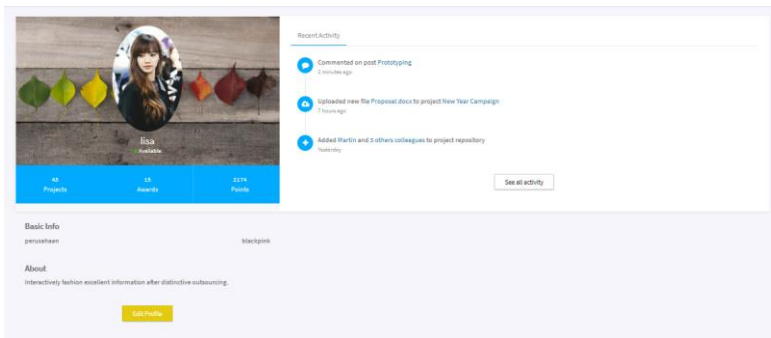 lisa
Available
43
Projects
15
Awards
2174
Points
Recent Activity
Commented on post Prototyping
2 minutes ago
Uploaded new file Proposal.docx to project New Year Campaign
7 hours ago
Added Martin and 5 others colleagues to project repository
Yesterday
See all activity
Basic Info
perusahaan
blackpink
About
Interactively fashion excellent information after distinctive outsourcing.
Edit Profile